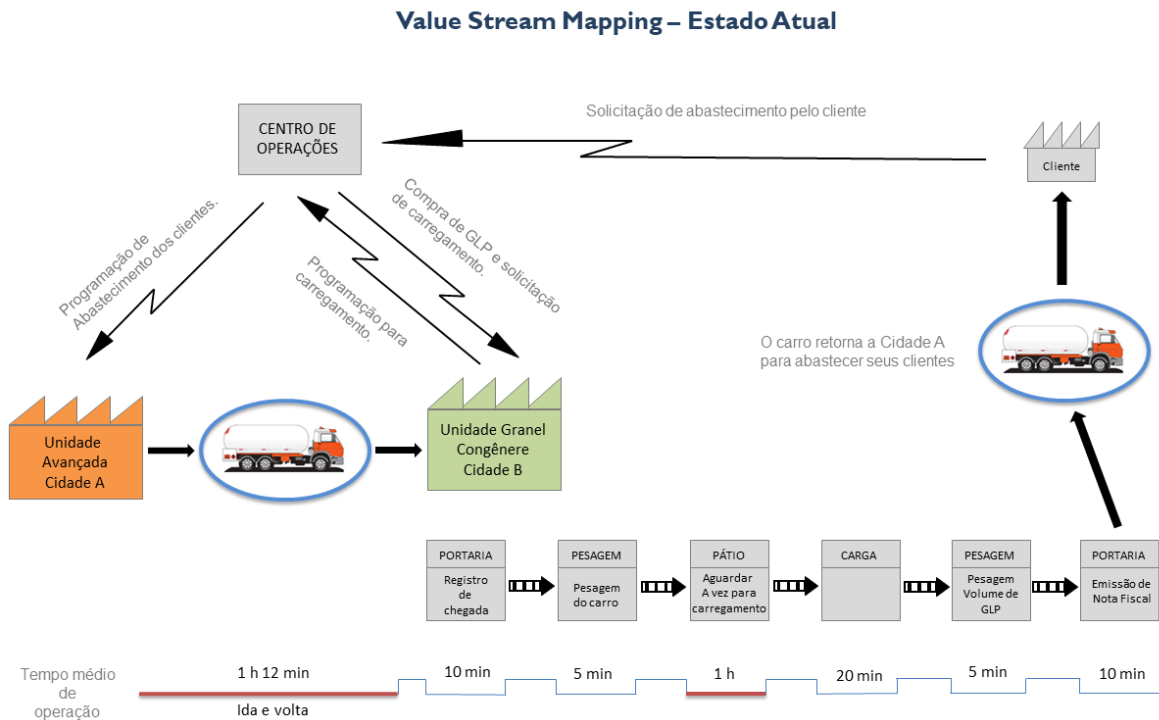 Value Stream Mapping – Estado Atual
Solicitação de abastecimento pelo cliente
CENTRO DE
OPERAÇÕES
Cliente
Programação de
Abastecimento dos clientes.
Compra de GLP e solicitação
de carregamento.
Programação para
carregamento.
O carro retorna a Cidade A
para abastecer seus clientes
Unidade
Avançada
Cidade A
Unidade Granel
Congênere
Cidade B
PORTARIA
Registro
de
chegada
PESAGEM
Pesagem
do carro
PÁTIO
Aguardar
A vez para
carregamento
CARGA
PESAGEM
Pesagem
Volume de
GLP
PORTARIA
Emissão de
Nota Fiscal
Tempo médio
de
operação
1 h 12 min
Ida e volta
10 min
5 min
1 h
20 min
5 min
10 min